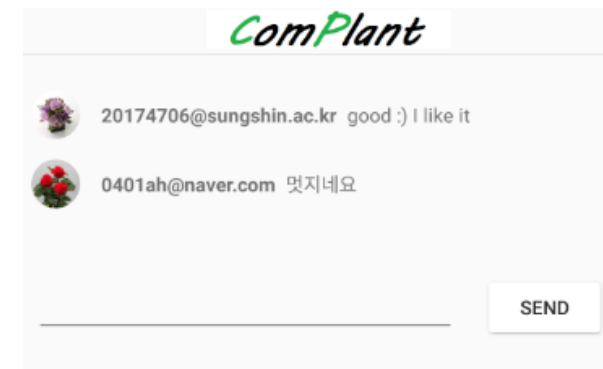 ComPlant
20174706@sungshin.ac.kr good :) I like it
0401ah@naver.com 멋지네요
SEND